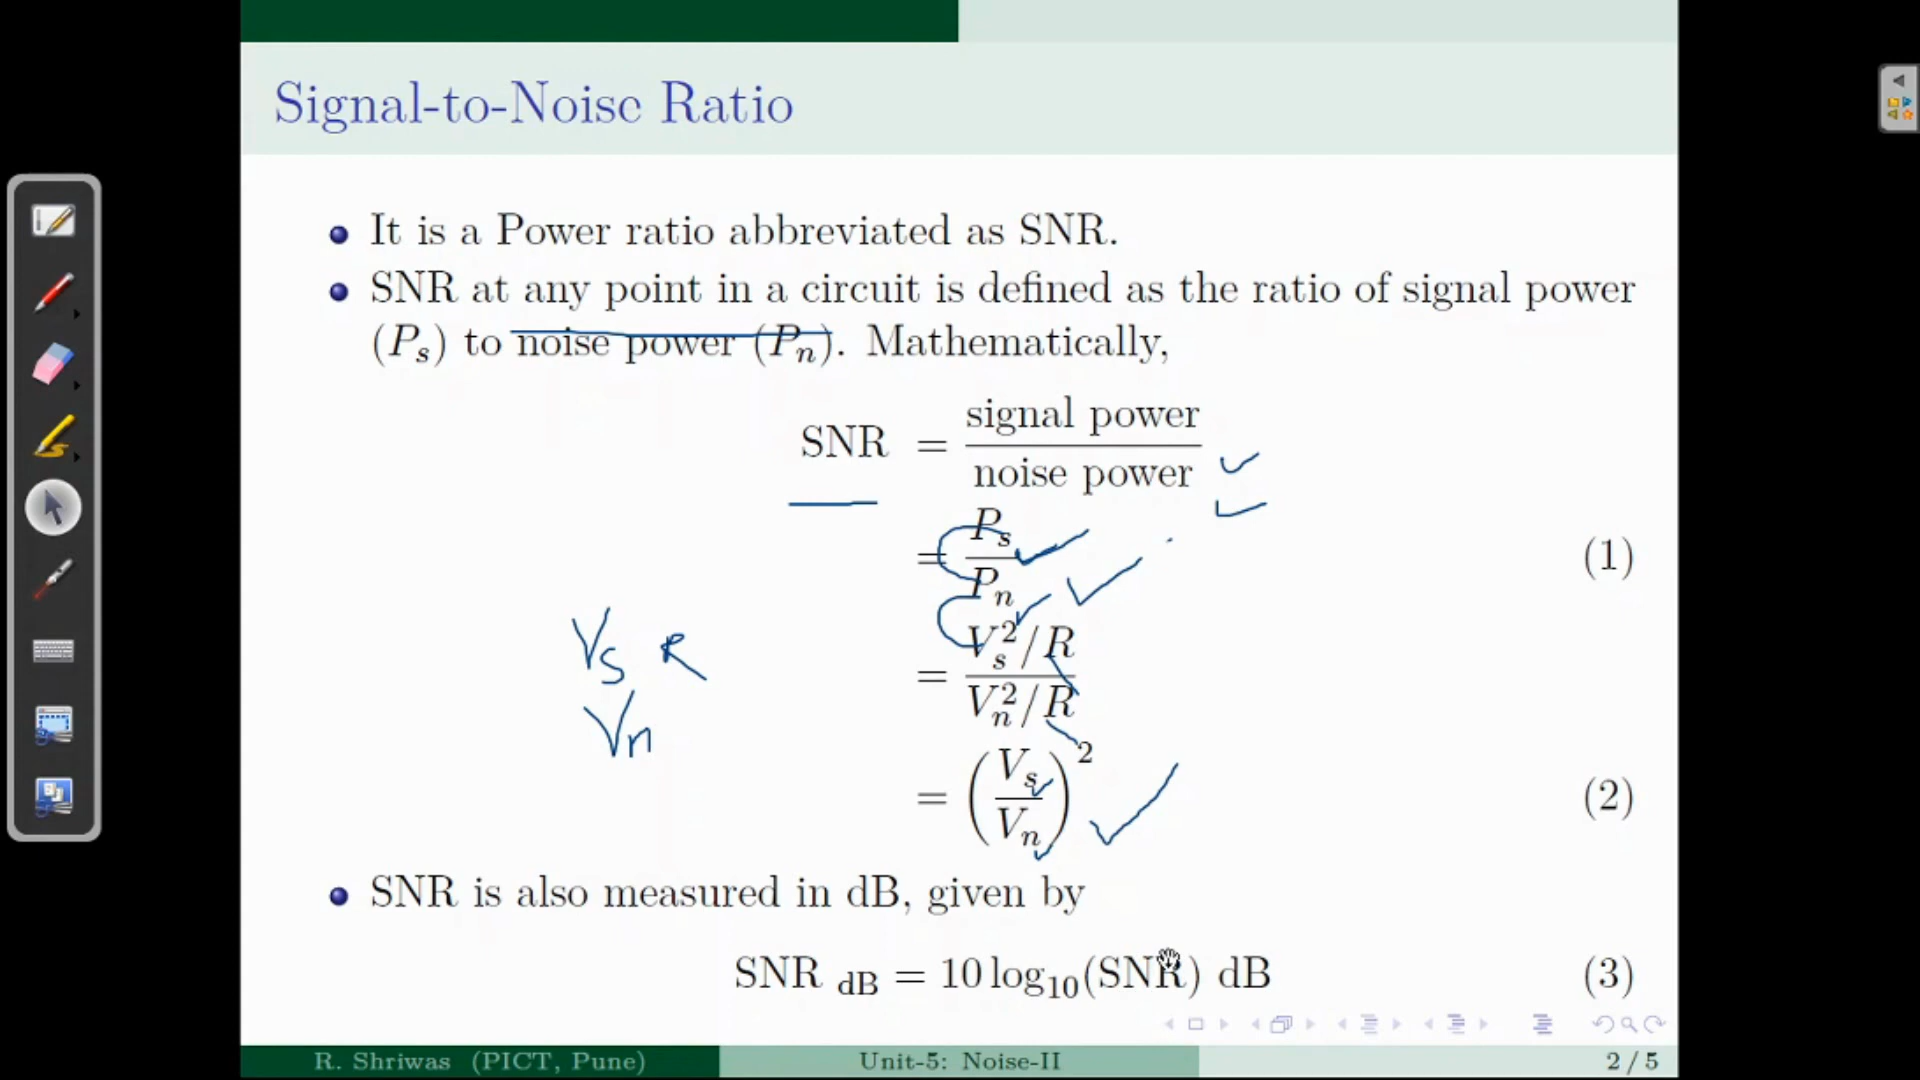 Signal-to-Noise Ratio
It is a Power ratio abbreviated as SNR.
SNR at any point in a circuit is defined as the ratio of signal power
(Pₛ) to noise power (Pₙ). Mathematically,
SNR = signal power / noise power
= Pₛ / Pₙ (1)
= Vₛ²/R / Vₙ²/R
Vₛ R
Vₙ
= (Vₛ / Vₙ)² (2)
SNR is also measured in dB, given by
SNR dB = 10 log₁₀(SNR) dB (3)
R. Shriwas (PICT, Pune) Unit-5: Noise-II 2 / 5